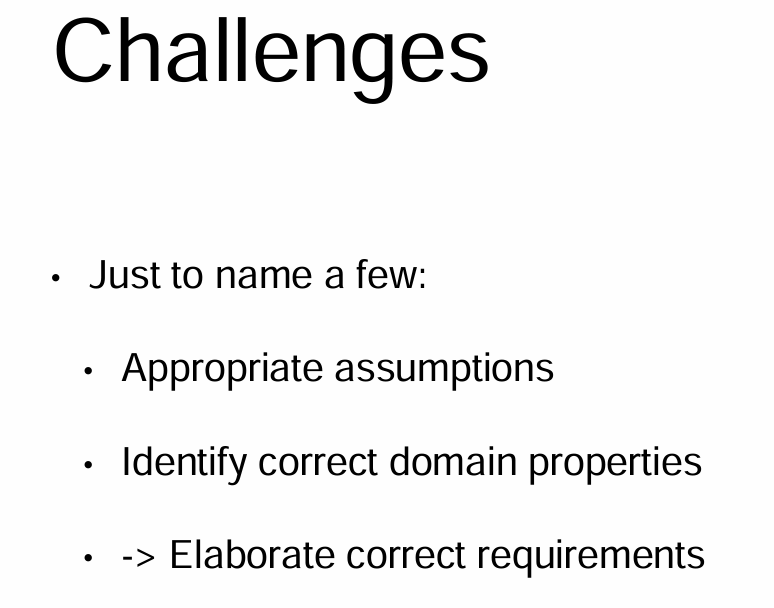 Challenges
• Just to name a few:
• Appropriate assumptions
• Identify correct domain properties
• -> Elaborate correct requirements